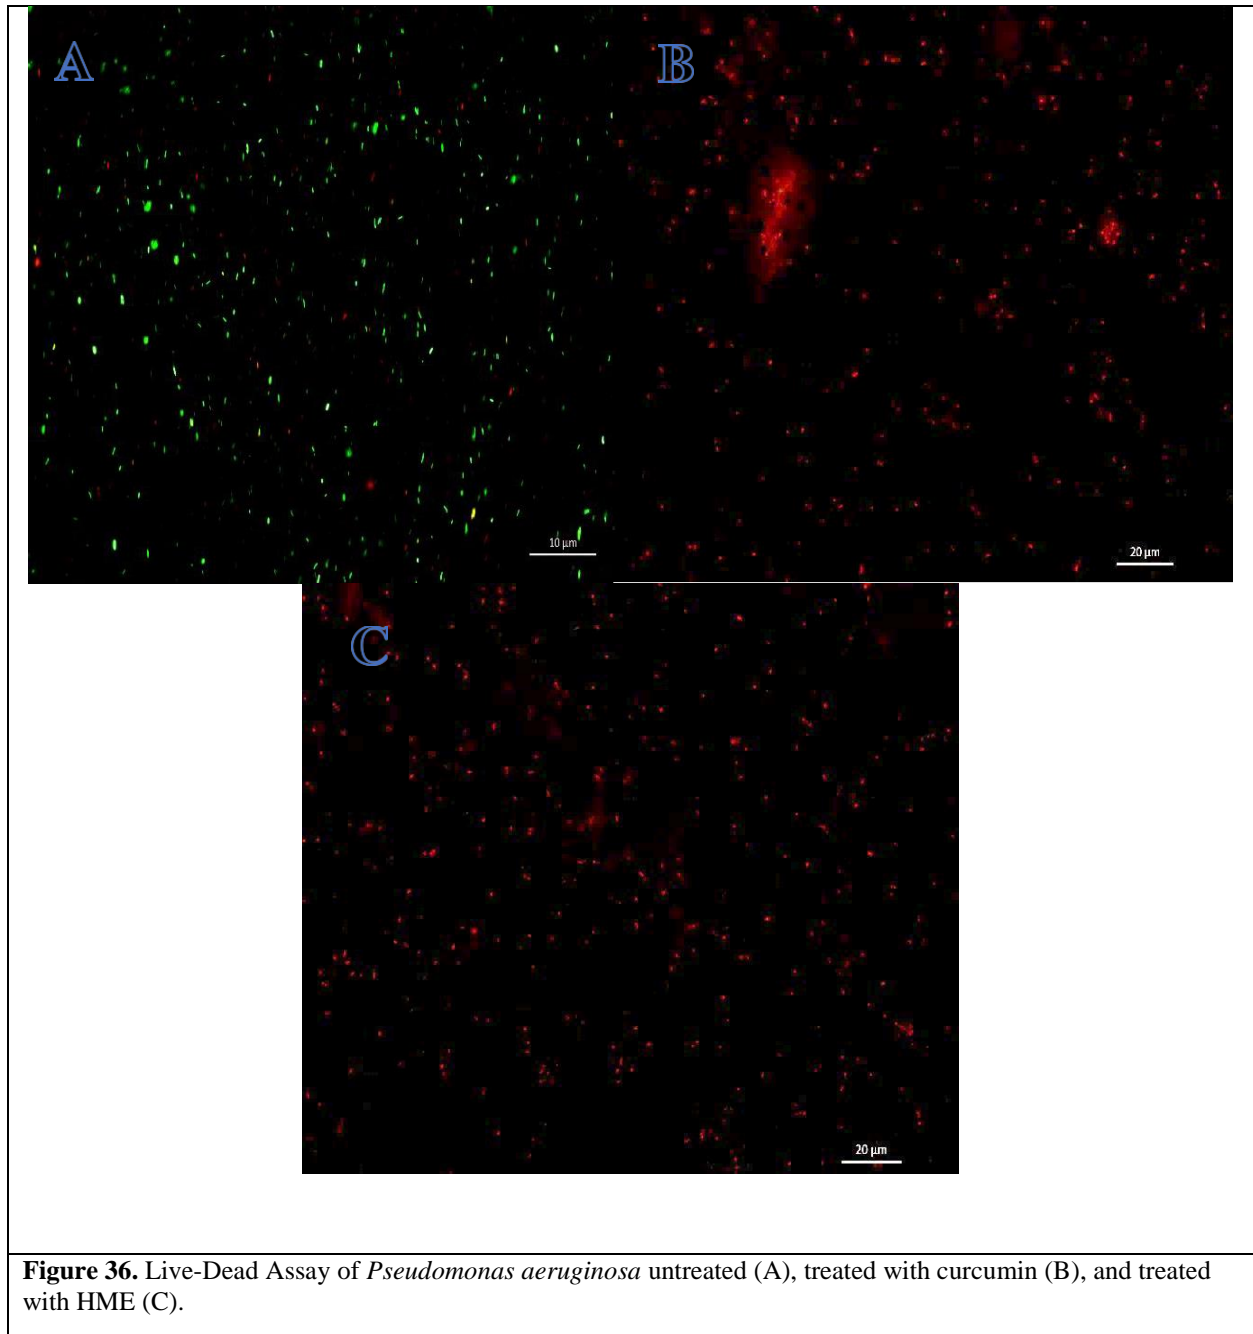 A
B
10 μm
20 μm
C
20 μm
Figure 36. Live-Dead Assay of Pseudomonas aeruginosa untreated (A), treated with curcumin (B), and treated
with HME (C).